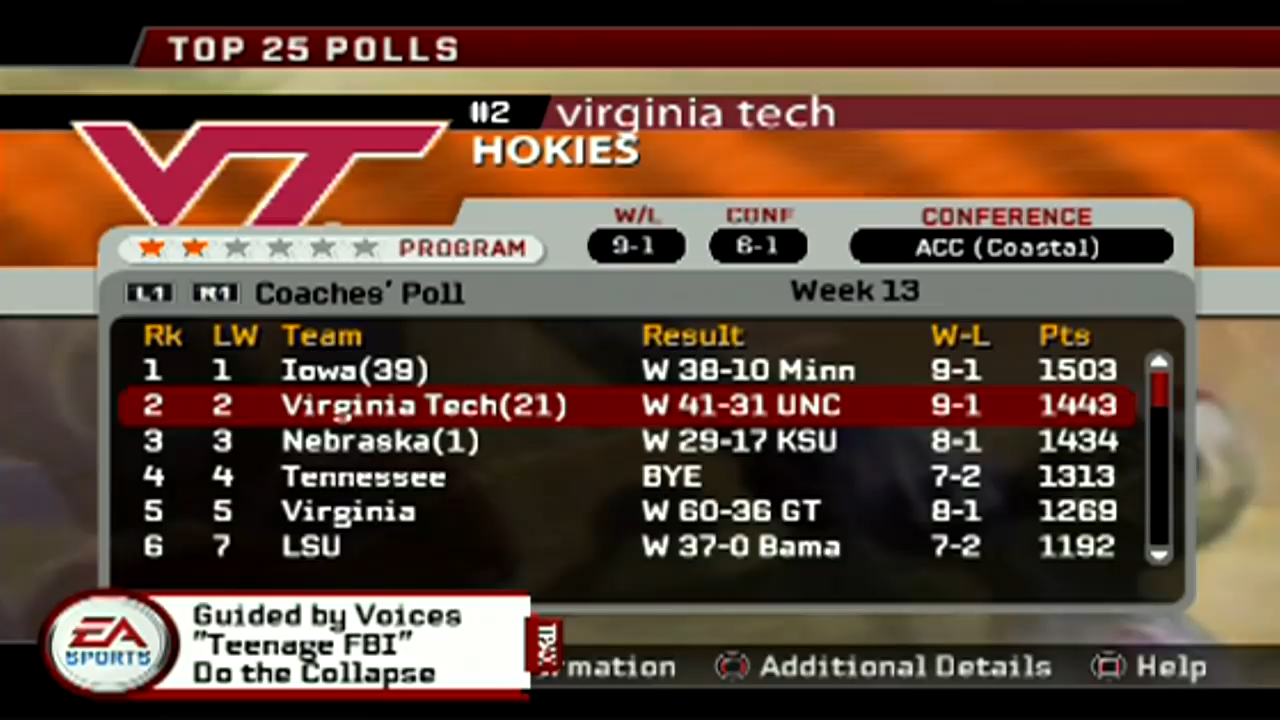 TOP 25 POLLS
#2 virginia tech
HOKIES
VT
W/L CONF CONFERENCE
PROGRAM 9-1 6-1 ACC (Coastal)
L1 R1 Coaches' Poll Week 13
Rk LW Team Result W-L Pts
1 1 Iowa(39) W 38-10 Minn 9-1 1503
2 2 Virginia Tech(21) W 41-31 UNC 9-1 1443
3 3 Nebraska(1) W 29-17 KSU 8-1 1434
4 4 Tennessee BYE 7-2 1313
5 5 Virginia W 60-36 GT 8-1 1269
6 7 LSU W 37-0 Bama 7-2 1192
EA SPORTS
Guided by Voices
"Teenage FBI"
Do the Collapse
rmation Additional Details Help